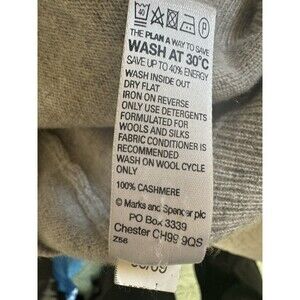 40
P
THE PLAN A WAY TO SAVE
WASH AT 30°C
SAVE UP TO 40% ENERGY
WASH INSIDE OUT
DRY FLAT
IRON ON REVERSE
ONLY USE DETERGENTS
FORMULATED FOR
WOOLS AND SILKS
FABRIC CONDITIONER IS
RECOMMENDED
WASH ON WOOL CYCLE
ONLY
100% CASHMERE
© Marks and Spencer plc
PO Box 3339
Chester CH99 9QS
Z56